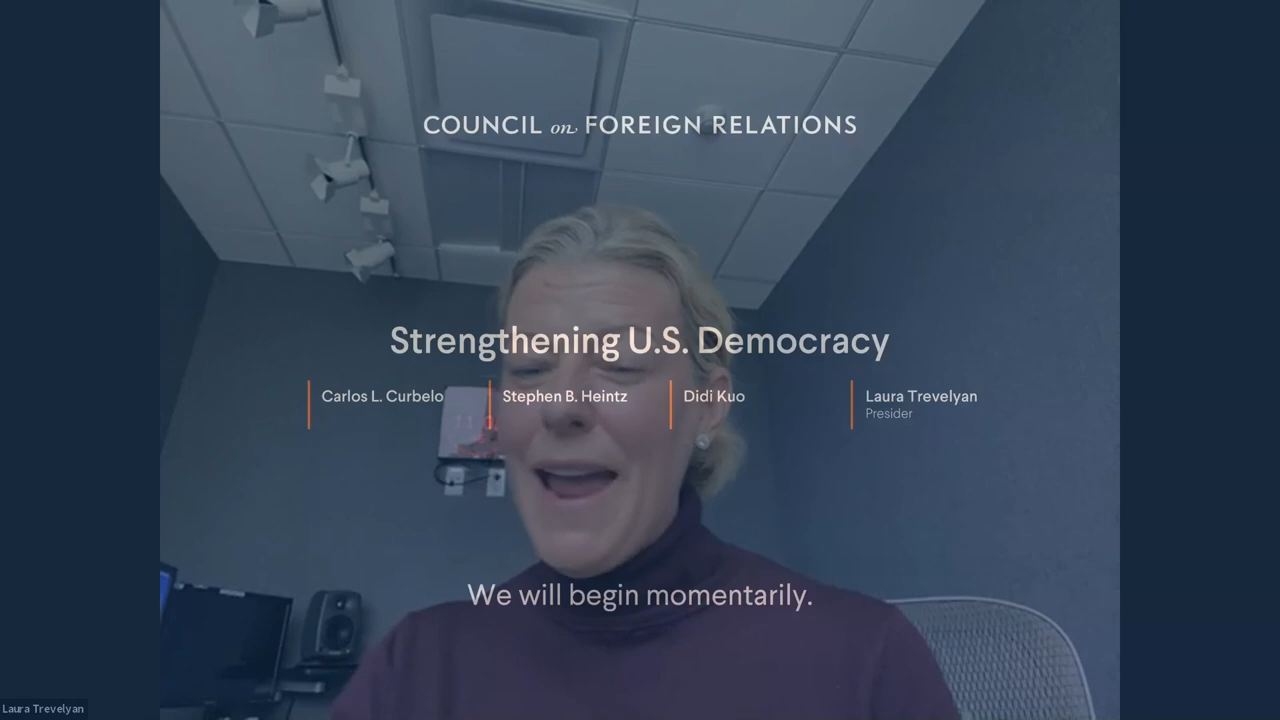 COUNCIL on FOREIGN RELATIONS
Strengthening U.S. Democracy
Carlos L. Curbelo
Stephen B. Heintz
Didi Kuo
Laura Trevelyan
Presider
We will begin momentarily.
Laura Trevelyan